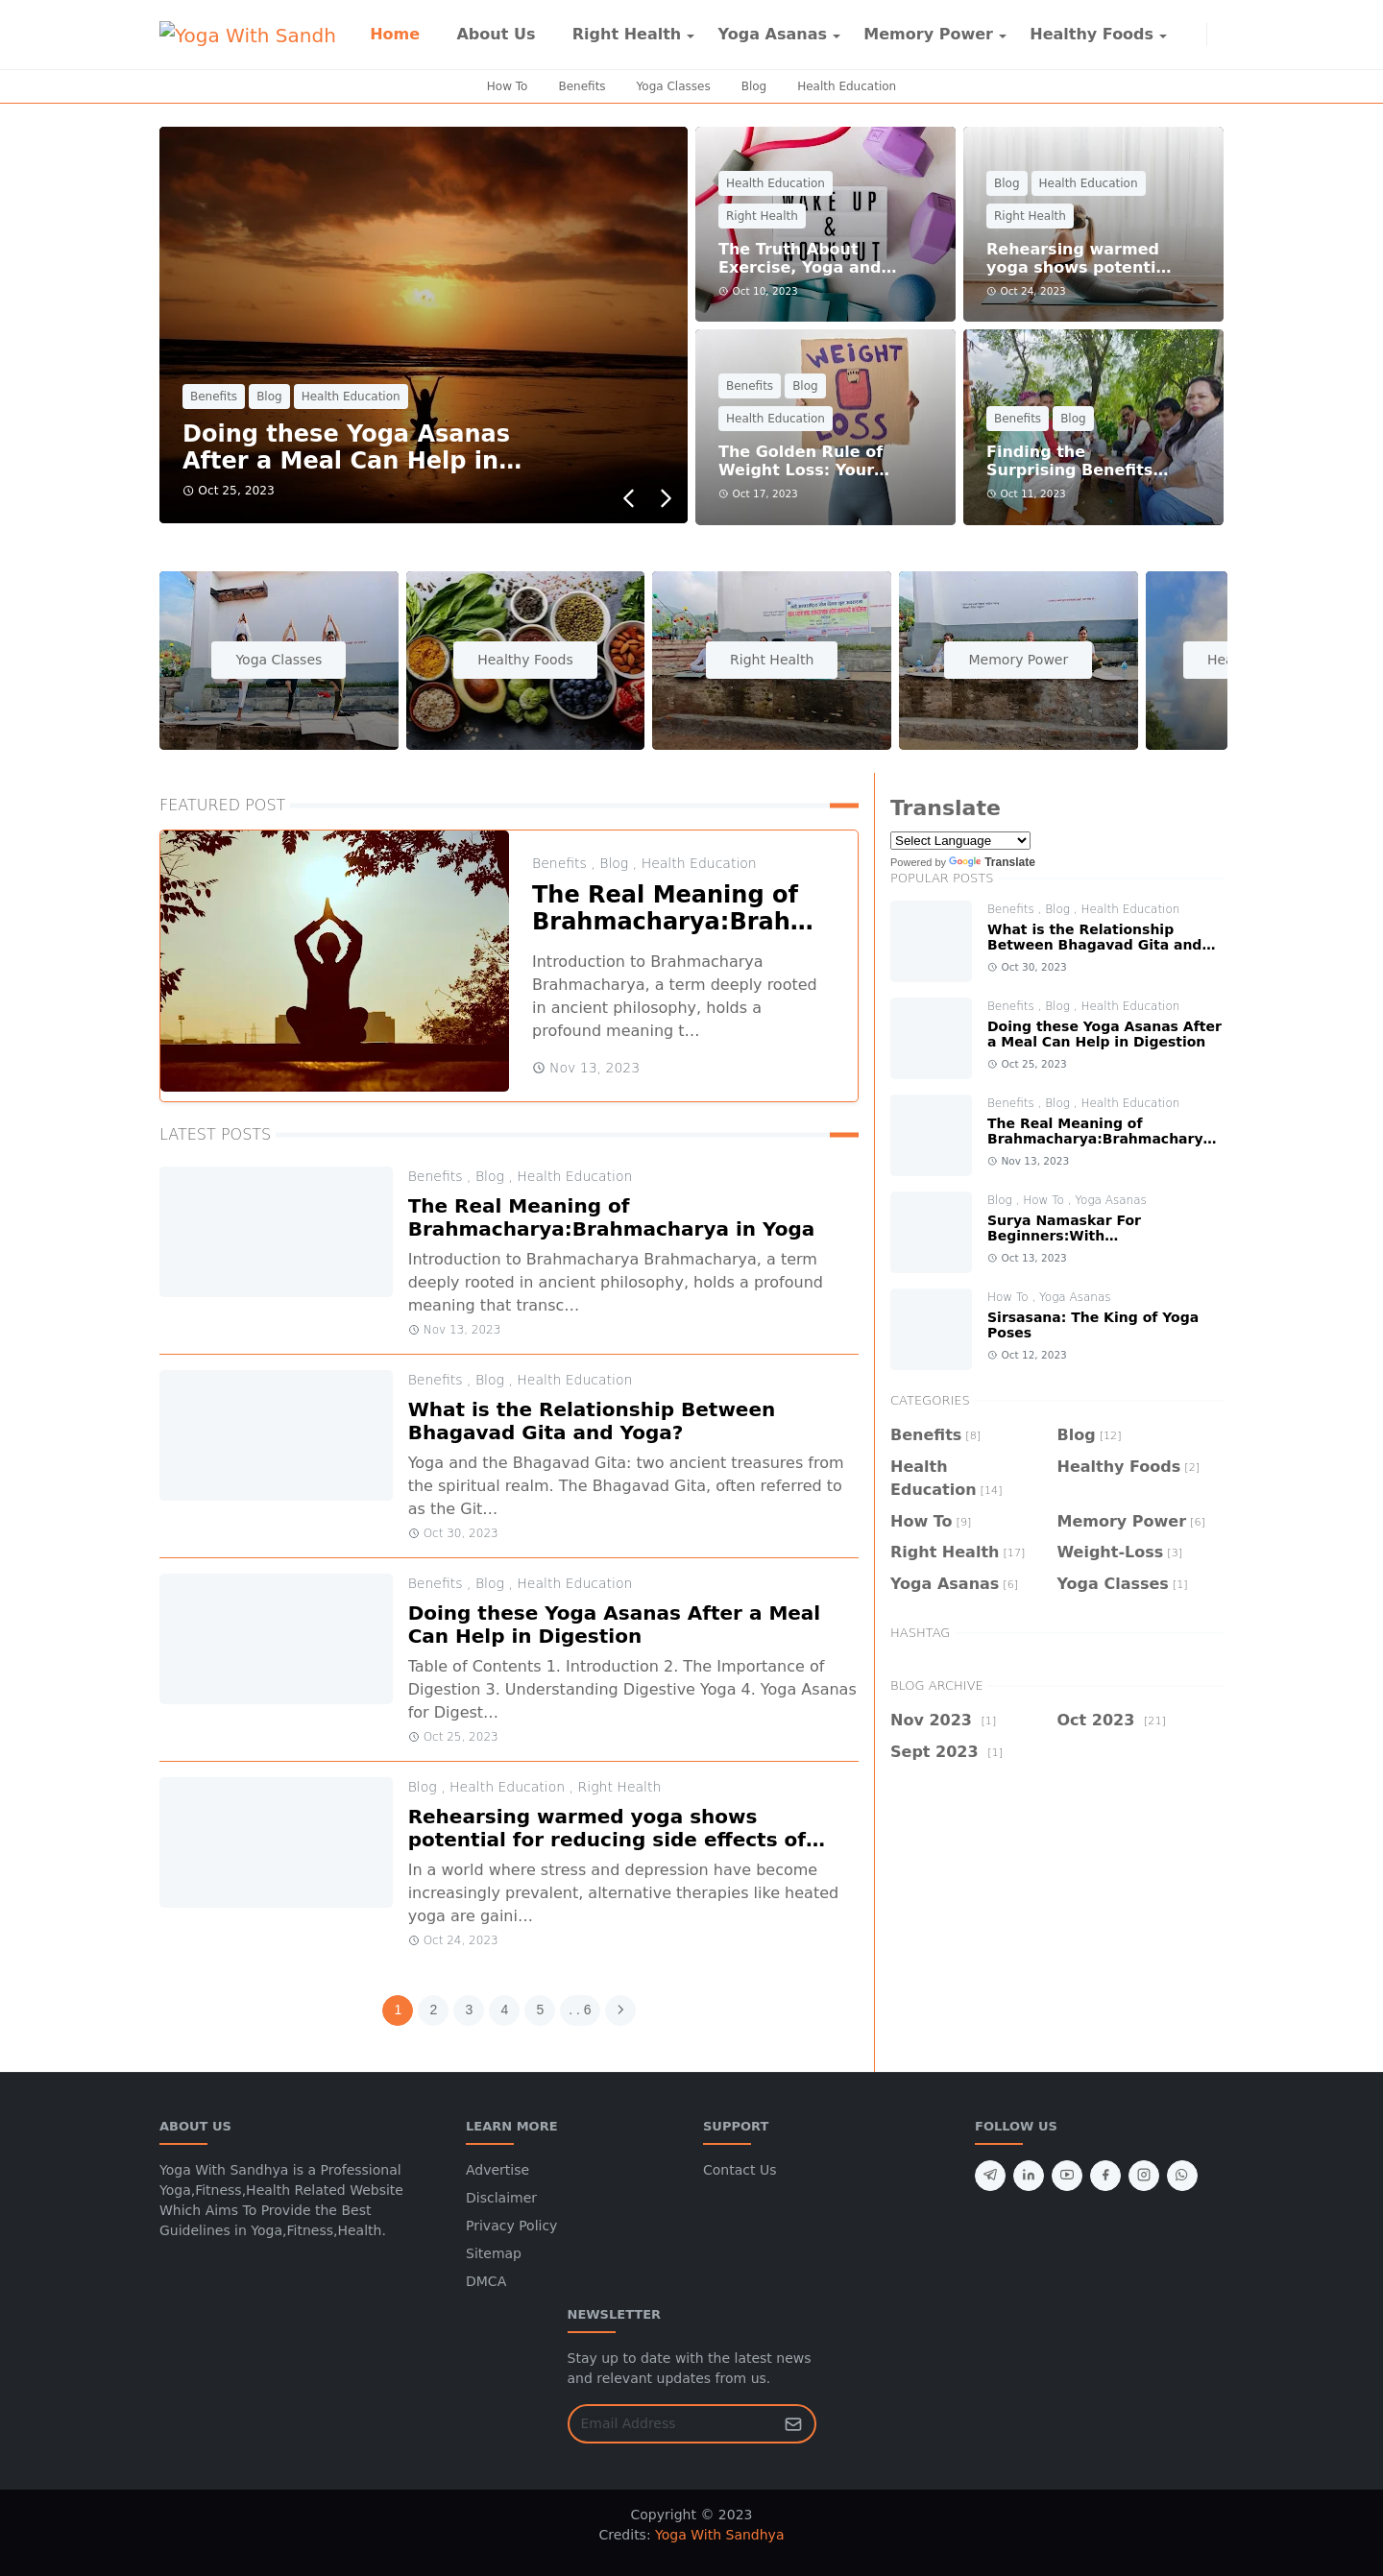 Yoga With Sandh
Home
About Us
Right Health
Yoga Asanas
Memory Power
Healthy Foods
How To
Benefits
Yoga Classes
Blog
Health Education
Benefits
Blog
Health Education
Doing these Yoga Asanas
After a Meal Can Help in…
Oct 25, 2023
WAKE UP
&
WORKOUT
Health Education
Right Health
The Truth About
Exercise, Yoga and…
Oct 10, 2023
Blog
Health Education
Right Health
Rehearsing warmed
yoga shows potenti…
Oct 24, 2023
WEIGHT
LOSS
Benefits
Blog
Health Education
The Golden Rule of
Weight Loss: Your…
Oct 17, 2023
Benefits
Blog
Finding the
Surprising Benefits…
Oct 11, 2023
Yoga Classes
Healthy Foods
Right Health
Memory Power
Hea
FEATURED POST
Benefits , Blog , Health Education
The Real Meaning of
Brahmacharya:Brah…
Introduction to Brahmacharya
Brahmacharya, a term deeply rooted
in ancient philosophy, holds a
profound meaning t…
Nov 13, 2023
LATEST POSTS
Benefits , Blog , Health Education
The Real Meaning of
Brahmacharya:Brahmacharya in Yoga
Introduction to Brahmacharya Brahmacharya, a term
deeply rooted in ancient philosophy, holds a profound
meaning that transc…
Nov 13, 2023
Benefits , Blog , Health Education
What is the Relationship Between
Bhagavad Gita and Yoga?
Yoga and the Bhagavad Gita: two ancient treasures from
the spiritual realm. The Bhagavad Gita, often referred to
as the Git…
Oct 30, 2023
Benefits , Blog , Health Education
Doing these Yoga Asanas After a Meal
Can Help in Digestion
Table of Contents 1. Introduction 2. The Importance of
Digestion 3. Understanding Digestive Yoga 4. Yoga Asanas
for Digest…
Oct 25, 2023
Blog , Health Education , Right Health
Rehearsing warmed yoga shows
potential for reducing side effects of…
In a world where stress and depression have become
increasingly prevalent, alternative therapies like heated
yoga are gaini…
Oct 24, 2023
1 2 3 4 5 . . 6
Translate
Select Language
Powered by Google Translate
POPULAR POSTS
Benefits , Blog , Health Education
What is the Relationship
Between Bhagavad Gita and…
Oct 30, 2023
Benefits , Blog , Health Education
Doing these Yoga Asanas After
a Meal Can Help in Digestion
Oct 25, 2023
Benefits , Blog , Health Education
The Real Meaning of
Brahmacharya:Brahmachary…
Nov 13, 2023
Blog , How To , Yoga Asanas
Surya Namaskar For
Beginners:With…
Oct 13, 2023
How To , Yoga Asanas
Sirsasana: The King of Yoga
Poses
Oct 12, 2023
CATEGORIES
Benefits [8]
Blog [12]
Health
Education [14]
Healthy Foods [2]
How To [9]
Memory Power [6]
Right Health [17]
Weight-Loss [3]
Yoga Asanas [6]
Yoga Classes [1]
HASHTAG
BLOG ARCHIVE
Nov 2023 [1]
Oct 2023 [21]
Sept 2023 [1]
ABOUT US
Yoga With Sandhya is a Professional
Yoga,Fitness,Health Related Website
Which Aims To Provide the Best
Guidelines in Yoga,Fitness,Health.
LEARN MORE
Advertise
Disclaimer
Privacy Policy
Sitemap
DMCA
SUPPORT
Contact Us
FOLLOW US
NEWSLETTER
Stay up to date with the latest news
and relevant updates from us.
Email Address
Copyright © 2023
Credits: Yoga With Sandhya